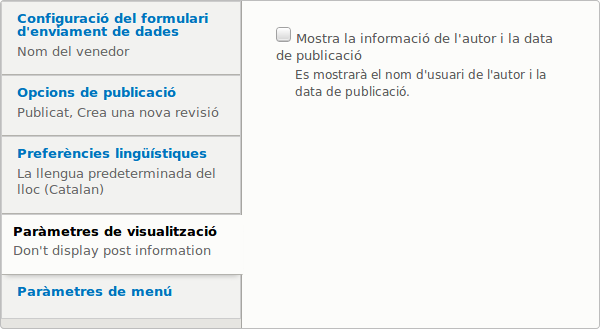 Configuració del formulari
d'enviament de dades
Nom del venedor
Opcions de publicació
Publicat, Crea una nova revisió
Preferències lingüístiques
La llengua predeterminada del
lloc (Catalan)
Paràmetres de visualització
Don't display post information
Paràmetres de menú
Mostra la informació de l'autor i la data
de publicació
Es mostrarà el nom d'usuari de l'autor i la
data de publicació.